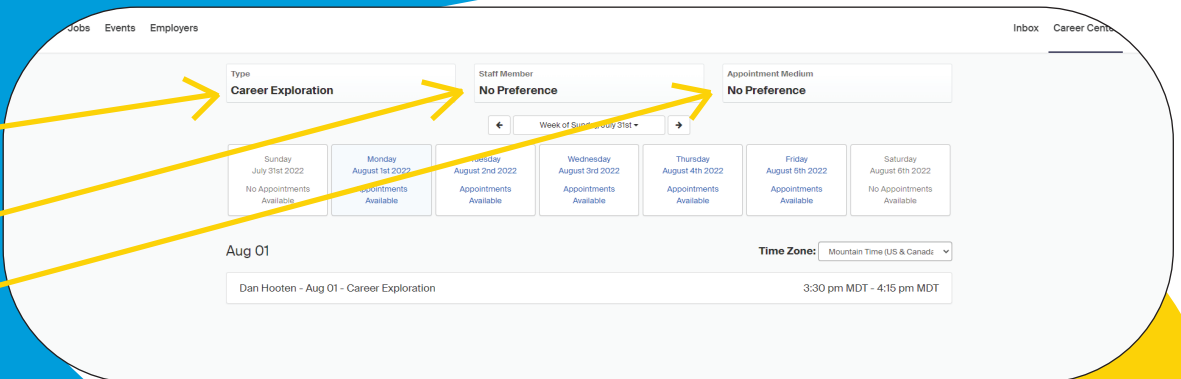 Jobs Events Employers Inbox Career Cente
Type
Career Exploration
Staff Member
No Preference
Appointment Medium
No Preference
Week of Sunday July 31st
Sunday
July 31st 2022
No Appointments
Available
Monday
August 1st 2022
Appointments
Available
Tuesday
August 2nd 2022
Appointments
Available
Wednesday
August 3rd 2022
Appointments
Available
Thursday
August 4th 2022
Appointments
Available
Friday
August 5th 2022
Appointments
Available
Saturday
August 6th 2022
No Appointments
Available
Aug 01
Time Zone: Mountain Time (US & Canada
Dan Hooten - Aug 01 - Career Exploration 3:30 pm MDT - 4:15 pm MDT